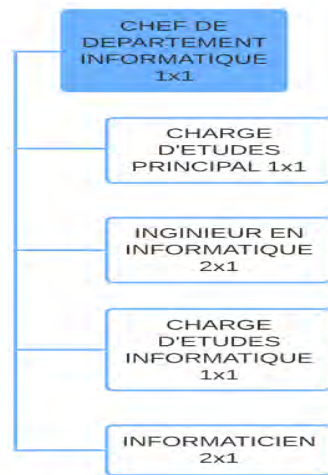 CHEF DE
DEPARTEMENT
INFORMATIQUE
1x1
CHARGE
D'ETUDES
PRINCIPAL 1x1
INGINIEUR EN
INFORMATIQUE
2x1
CHARGE
D'ETUDES
INFORMATIQUE
1x1
INFORMATICIEN
2x1